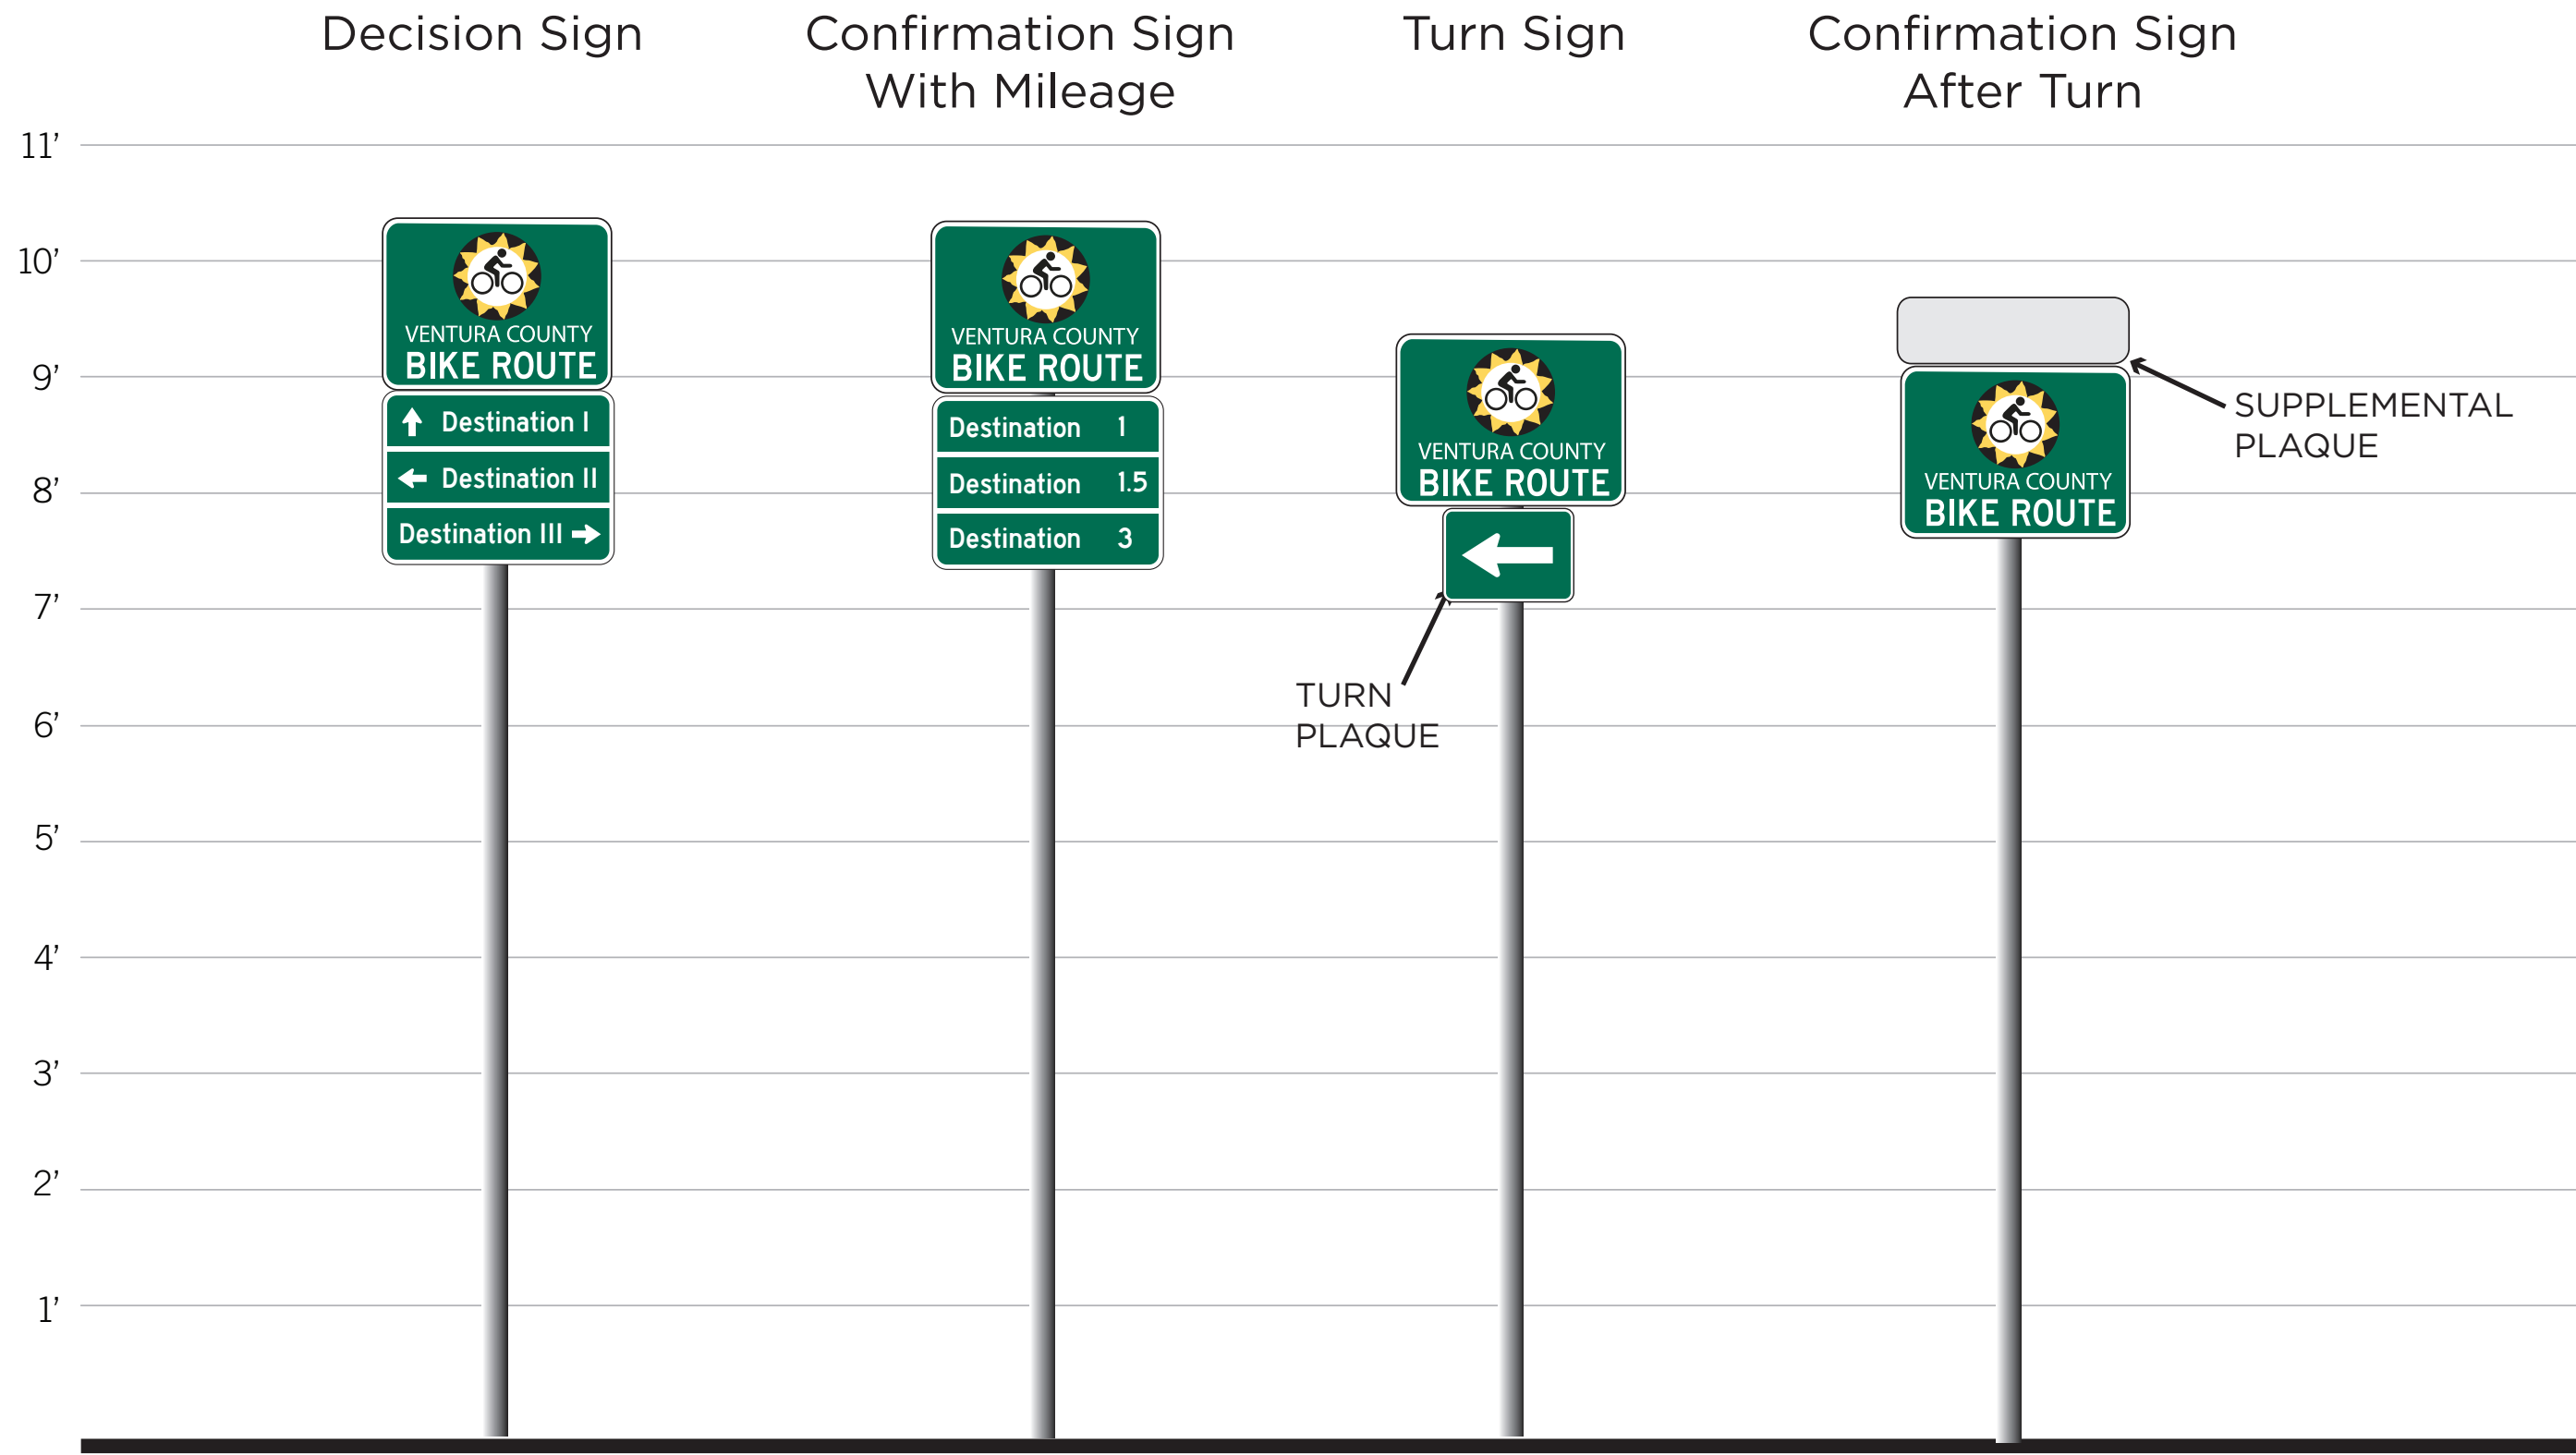 Decision Sign
Confirmation Sign
With Mileage
Turn Sign
Confirmation Sign
After Turn
11’
10’
9’
8’
7’
6’
5’
4’
3’
2’
1’
VENTURA COUNTY
BIKE ROUTE
Destination I
Destination II
Destination III
VENTURA COUNTY
BIKE ROUTE
Destination 1
Destination 1.5
Destination 3
VENTURA COUNTY
BIKE ROUTE
TURN
PLAQUE
VENTURA COUNTY
BIKE ROUTE
SUPPLEMENTAL
PLAQUE